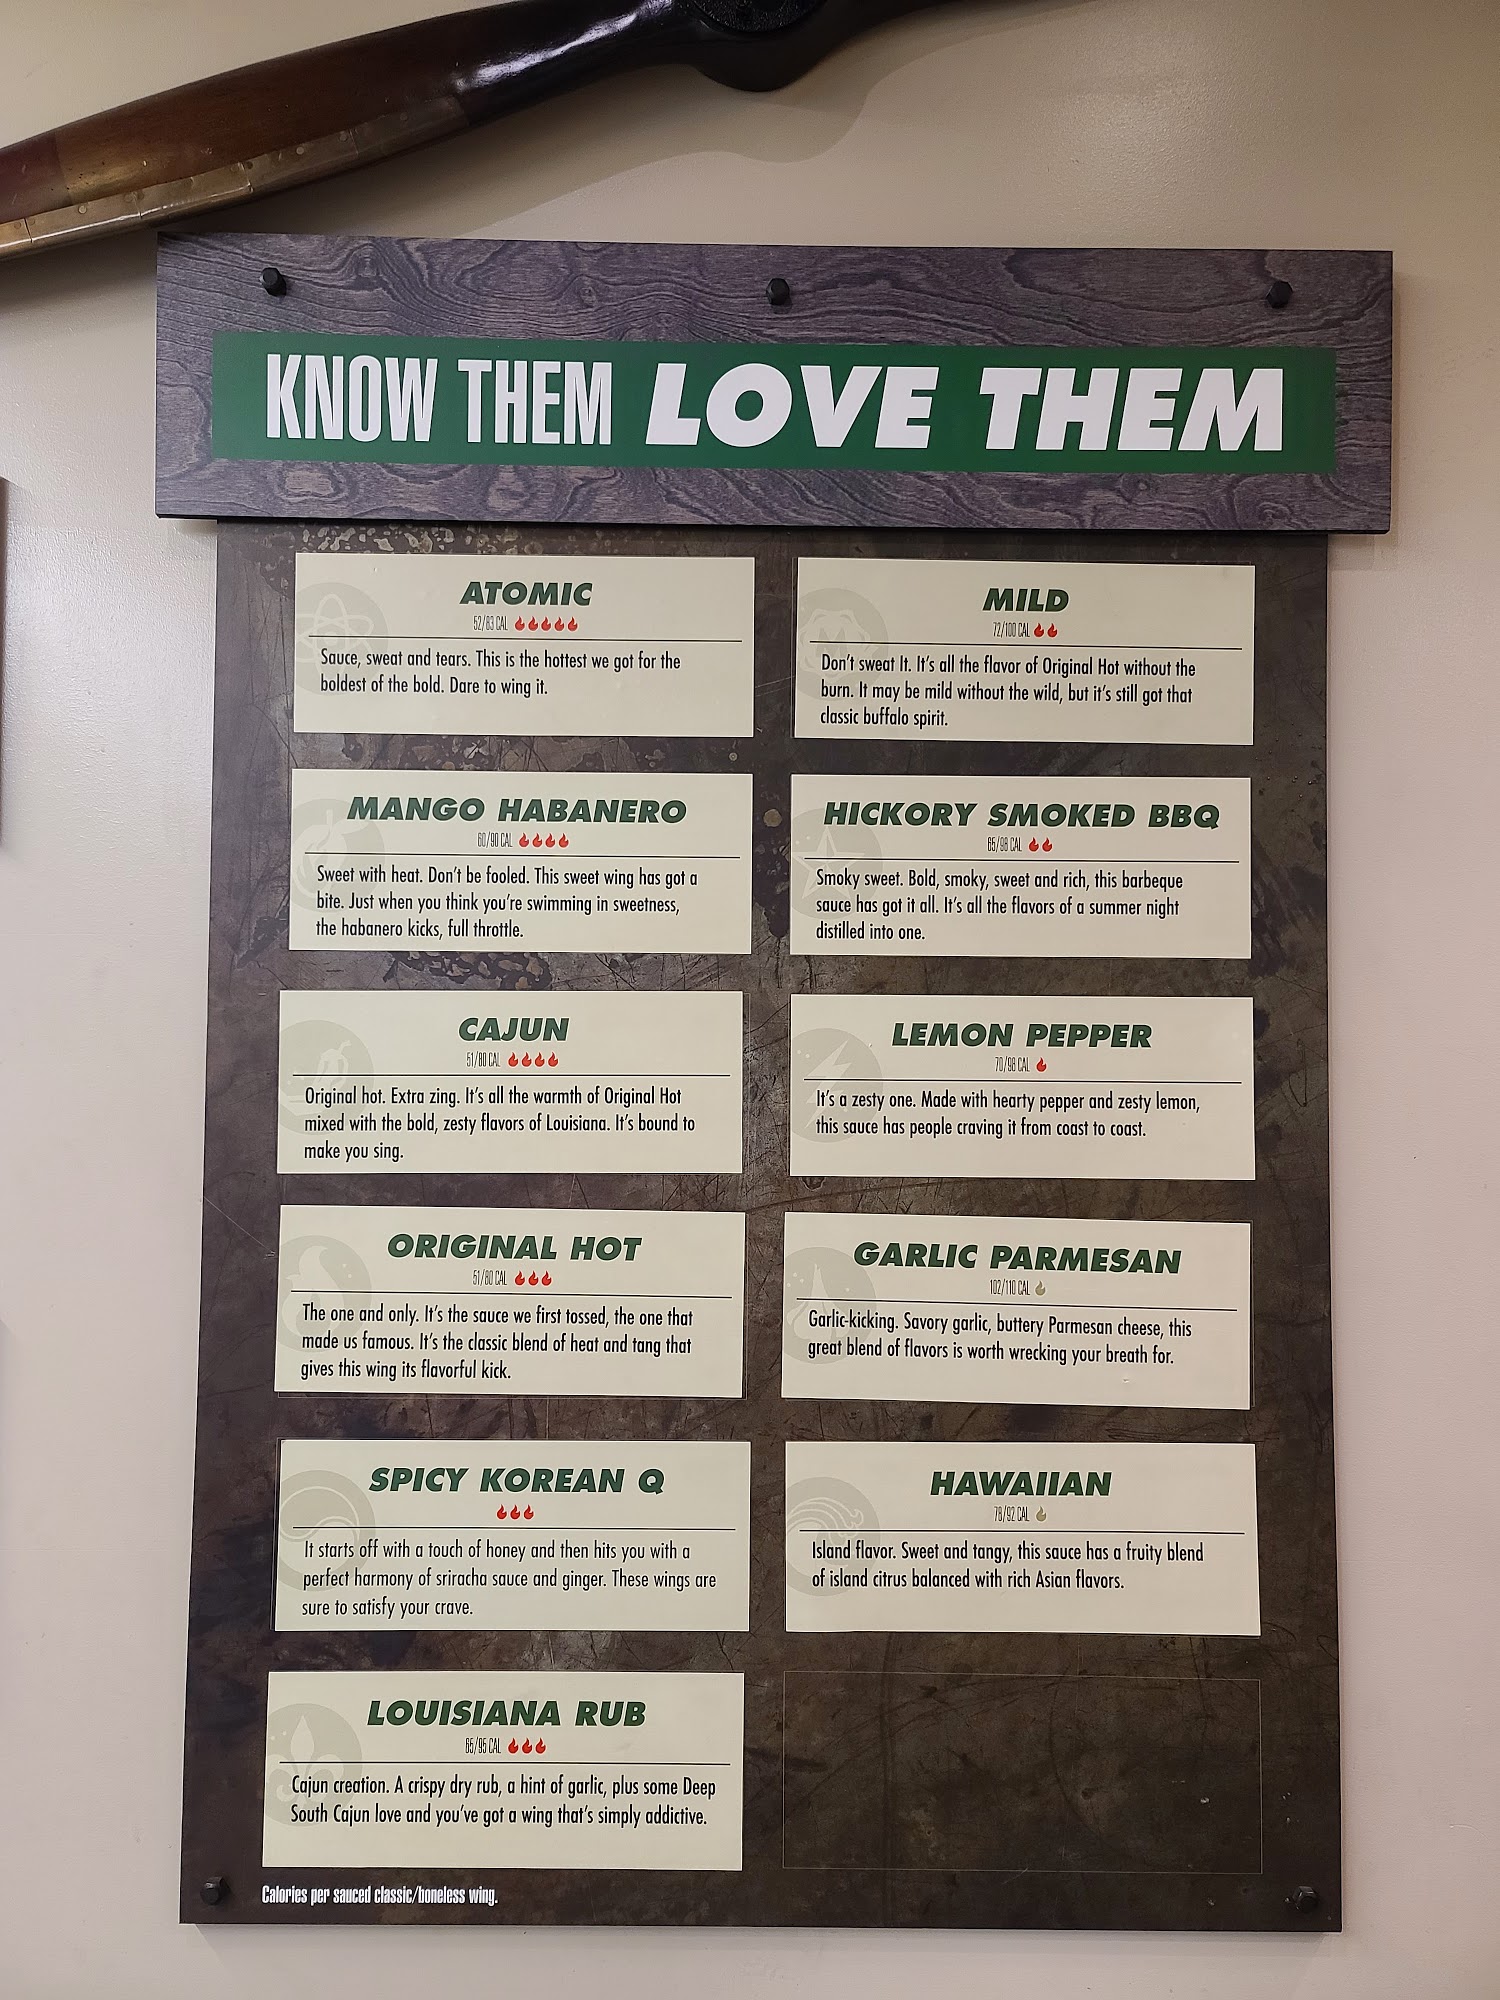 KNOW THEM LOVE THEM
ATOMIC
52/83 CAL
Sauce, sweat and tears. This is the hottest we got for the
boldest of the bold. Dare to wing it.
MANGO HABANERO
60/90 CAL
Sweet with heat. Don't be fooled. This sweet wing has got a
bite. Just when you think you're swimming in sweetness,
the habanero kicks, full throttle.
CAJUN
51/80 CAL
Original hot. Extra zing. It's all the warmth of Original Hot
mixed with the bold, zesty flavors of Louisiana. It's bound to
make you sing.
ORIGINAL HOT
51/80 CAL
The one and only. It's the sauce we first tossed, the one that
made us famous. It's the classic blend of heat and tang that
gives this wing its flavorful kick.
SPICY KOREAN Q
It starts off with a touch of honey and then hits you with a
perfect harmony of sriracha sauce and ginger. These wings are
sure to satisfy your crave.
LOUISIANA RUB
65/95 CAL
Cajun creation. A crispy dry rub, a hint of garlic, plus some Deep
South Cajun love and you've got a wing that's simply addictive.
MILD
72/100 CAL
Don't sweat It. It's all the flavor of Original Hot without the
burn. It may be mild without the wild, but it's still got that
classic buffalo spirit.
HICKORY SMOKED BBQ
65/98 CAL
Smoky sweet. Bold, smoky, sweet and rich, this barbeque
sauce has got it all. It's all the flavors of a summer night
distilled into one.
LEMON PEPPER
70/98 CAL
It's a zesty one. Made with hearty pepper and zesty lemon,
this sauce has people craving it from coast to coast.
GARLIC PARMESAN
102/110 CAL
Garlic-kicking. Savory garlic, buttery Parmesan cheese, this
great blend of flavors is worth wrecking your breath for.
HAWAIIAN
78/92 CAL
Island flavor. Sweet and tangy, this sauce has a fruity blend
of island citrus balanced with rich Asian flavors.
Calories per sauced classic/boneless wing.